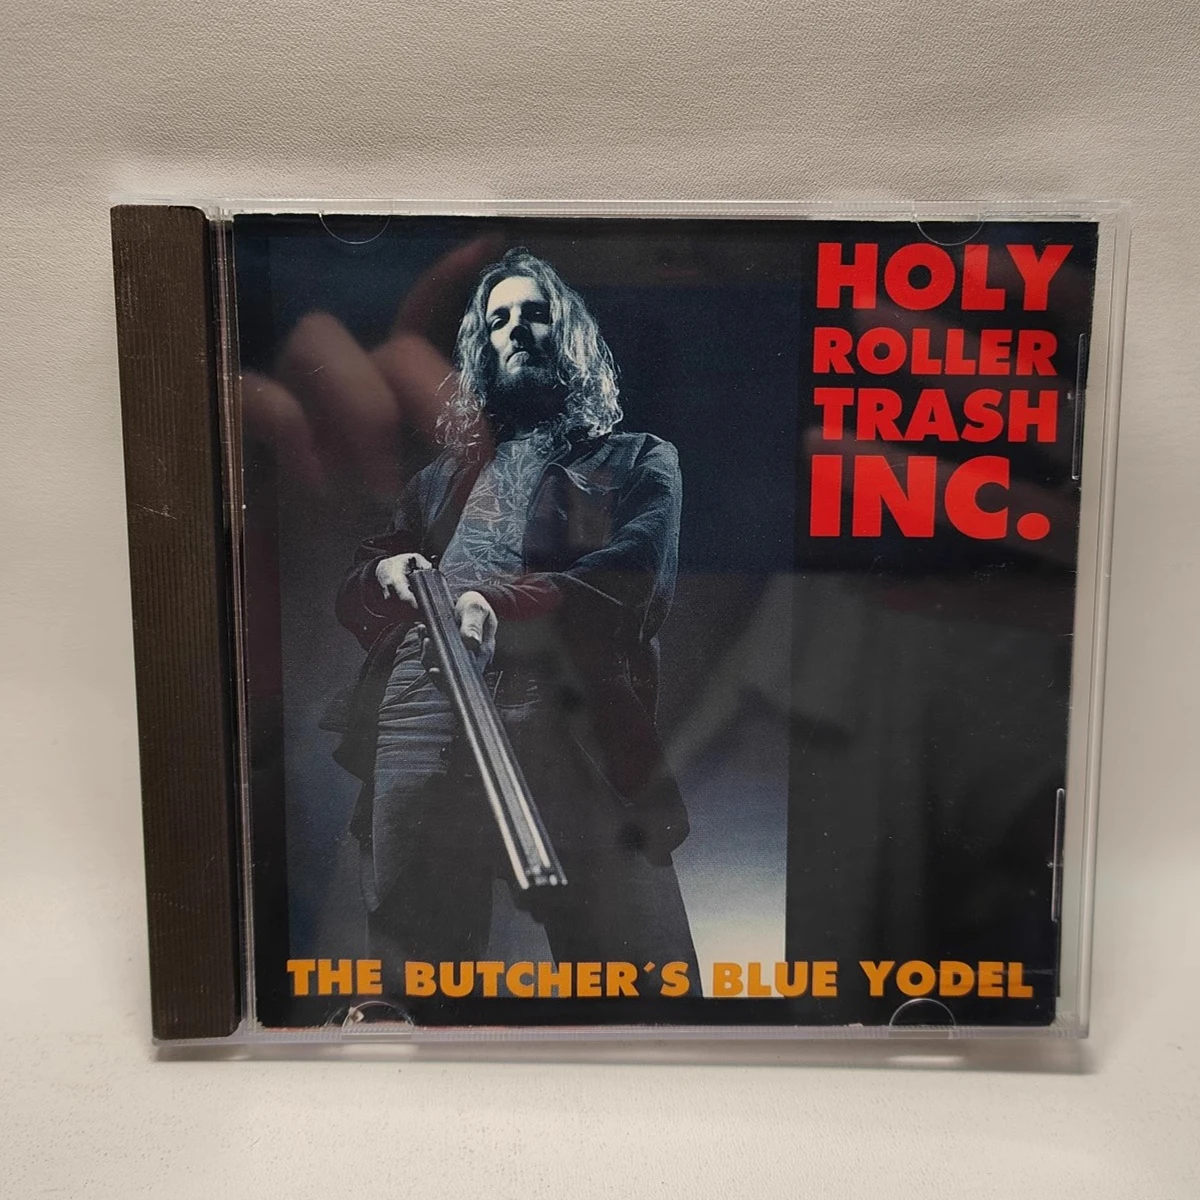 HOLY
ROLLER
TRASH
INC.
THE BUTCHER´S BLUE YODEL